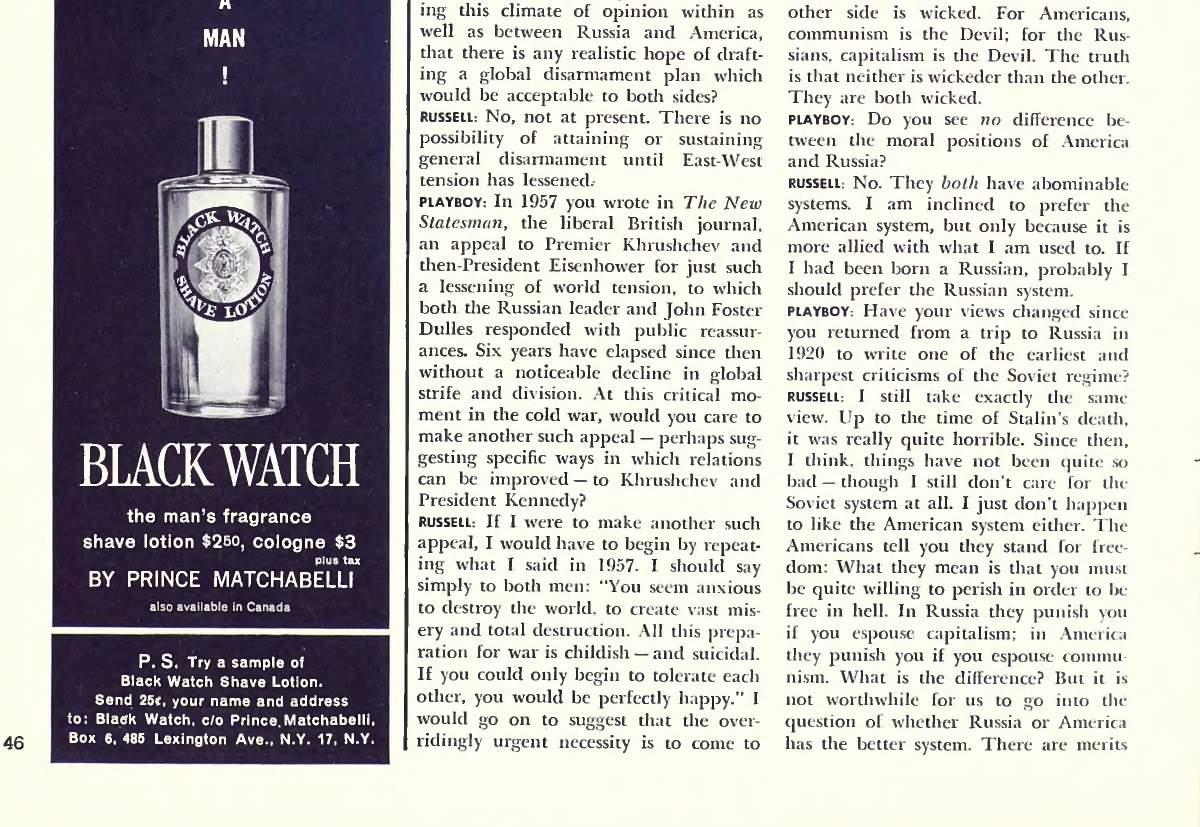 A
MAN
!
BLACK WATCH
SHAVE LOTION
BLACK WATCH
the man's fragrance
shave lotion $2⁵⁰, cologne $3
plus tax
BY PRINCE MATCHABELLI
also available in Canada
P. S. Try a sample of
Black Watch Shave Lotion.
Send 25¢, your name and address
to: Black Watch, c/o Prince Matchabelli,
Box 6, 485 Lexington Ave., N.Y. 17, N.Y.
46
ing this climate of opinion within as
well as between Russia and America,
that there is any realistic hope of draft-
ing a global disarmament plan which
would be acceptable to both sides?
RUSSELL: No, not at present. There is no
possibility of attaining or sustaining
general disarmament until East-West
tension has lessened.
PLAYBOY: In 1957 you wrote in The New
Statesman, the liberal British journal,
an appeal to Premier Khrushchev and
then-President Eisenhower for just such
a lessening of world tension, to which
both the Russian leader and John Foster
Dulles responded with public reassur-
ances. Six years have elapsed since then
without a noticeable decline in global
strife and division. At this critical mo-
ment in the cold war, would you care to
make another such appeal — perhaps sug-
gesting specific ways in which relations
can be improved — to Khrushchev and
President Kennedy?
RUSSELL: If I were to make another such
appeal, I would have to begin by repeat-
ing what I said in 1957. I should say
simply to both men: "You seem anxious
to destroy the world, to create vast mis-
ery and total destruction. All this prepa-
ration for war is childish — and suicidal.
If you could only begin to tolerate each
other, you would be perfectly happy." I
would go on to suggest that the over-
ridingly urgent necessity is to come to
other side is wicked. For Americans,
communism is the Devil; for the Rus-
sians, capitalism is the Devil. The truth
is that neither is wickeder than the other.
They are both wicked.
PLAYBOY: Do you see no difference be-
tween the moral positions of America
and Russia?
RUSSELL: No. They both have abominable
systems. I am inclined to prefer the
American system, but only because it is
more allied with what I am used to. If
I had been born a Russian, probably I
should prefer the Russian system.
PLAYBOY: Have your views changed since
you returned from a trip to Russia in
1920 to write one of the earliest and
sharpest criticisms of the Soviet regime?
RUSSELL: I still take exactly the same
view. Up to the time of Stalin's death,
it was really quite horrible. Since then,
I think, things have not been quite so
bad — though I still don't care for the
Soviet system at all. I just don't happen
to like the American system either. The
Americans tell you they stand for free-
dom: What they mean is that you must
be quite willing to perish in order to be
free in hell. In Russia they punish you
if you espouse capitalism; in America
they punish you if you espouse commu-
nism. What is the difference? But it is
not worthwhile for us to go into the
question of whether Russia or America
has the better system. There are merits